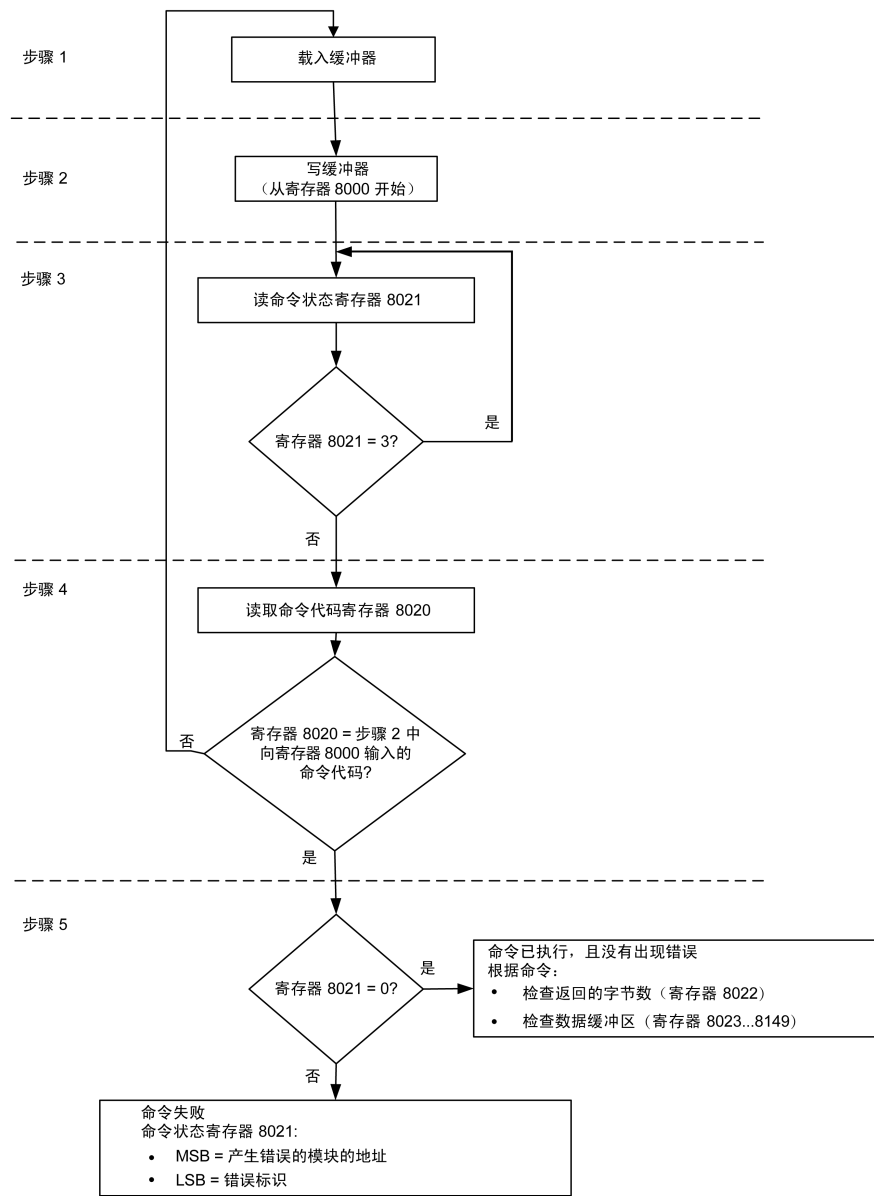 步骤 1
载入缓冲器
步骤 2
写缓冲器
（从寄存器 8000 开始）
步骤 3
读命令状态寄存器 8021
是
寄存器 8021 = 3?
否
步骤 4
读取命令代码寄存器 8020
否
寄存器 8020 = 步骤 2 中
向寄存器 8000 输入的
命令代码?
是
步骤 5
寄存器 8021 = 0?
是
命令已执行，且没有出现错误
根据命令：
• 检查返回的字节数（寄存器 8022）
• 检查数据缓冲区（寄存器 8023...8149）
否
命令失败
命令状态寄存器 8021:
• MSB = 产生错误的模块的地址
• LSB = 错误标识